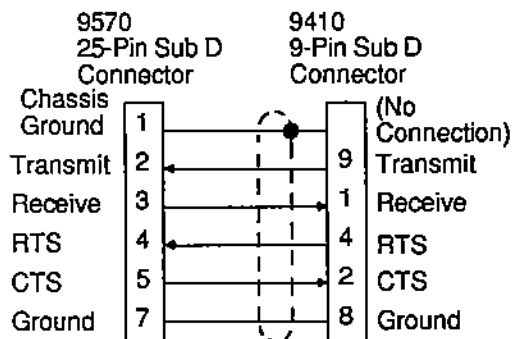 9570
25-Pin Sub D
Connector
9410
9-Pin Sub D
Connector
Chassis
Ground
1
(No
Connection)
Transmit
2
9
Transmit
Receive
3
1
Receive
RTS
4
4
RTS
CTS
5
2
CTS
Ground
7
8
Ground